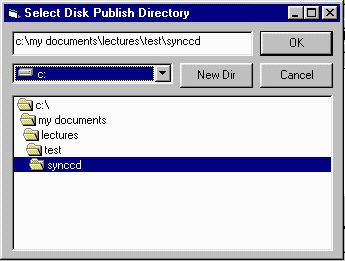 Select Disk Publish Directory
c:\my documents\lectures\test\synccd
OK
c:
New Dir
Cancel
c:\
my documents
lectures
test
synccd